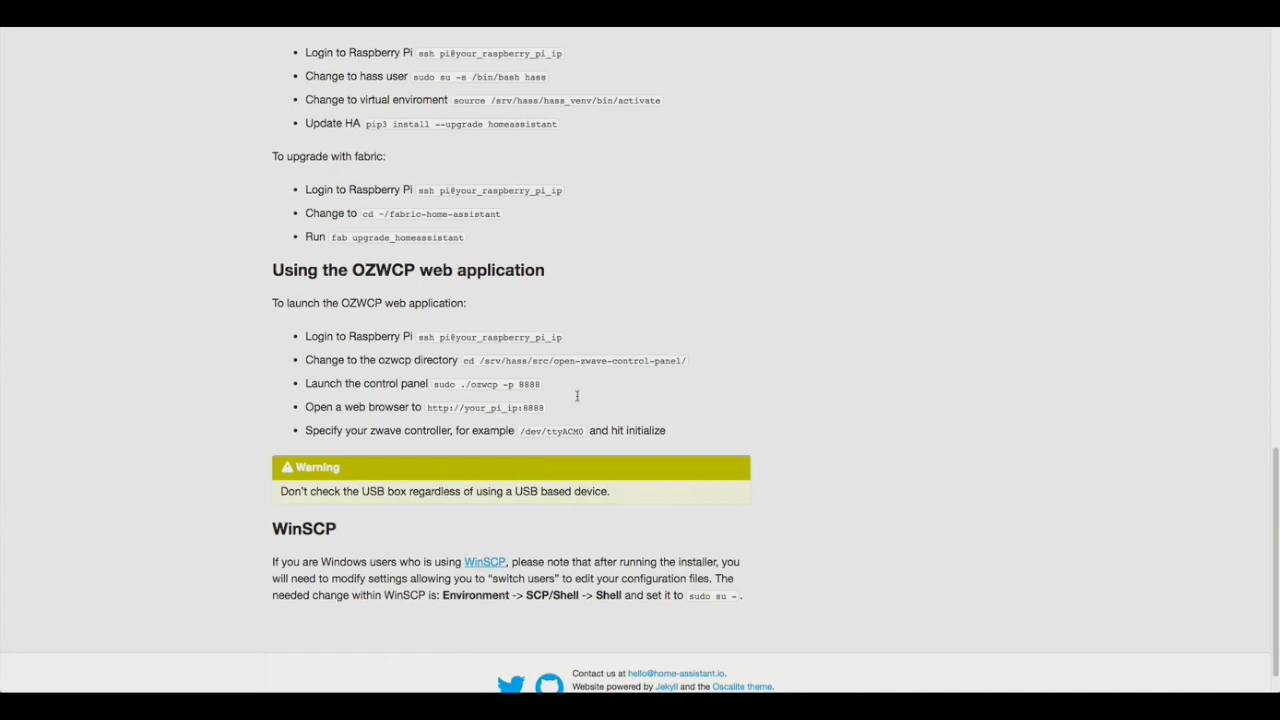 Login to Raspberry Pi ssh pi@your_raspberry_pi_ip
Change to hass user sudo su -s /bin/bash hass
Change to virtual enviroment source /srv/hass/hass_venv/bin/activate
Update HA pip3 install --upgrade homeassistant
To upgrade with fabric:
Login to Raspberry Pi ssh pi@your_raspberry_pi_ip
Change to cd ~/fabric-home-assistant
Run fab upgrade_homeassistant
Using the OZWCP web application
To launch the OZWCP web application:
Login to Raspberry Pi ssh pi@your_raspberry_pi_ip
Change to the ozwcp directory cd /srv/hass/src/open-zwave-control-panel/
Launch the control panel sudo ./ozwcp -p 8888
Open a web browser to http://your_pi_ip:8888
Specify your zwave controller, for example /dev/ttyACM0 and hit initialize
Warning
Don't check the USB box regardless of using a USB based device.
WinSCP
If you are Windows users who is using WinSCP, please note that after running the installer, you
will need to modify settings allowing you to “switch users” to edit your configuration files. The
needed change within WinSCP is: Environment -> SCP/Shell -> Shell and set it to sudo su -.
Contact us at hello@home-assistant.io.
Website powered by Jekyll and the Oscalite theme.